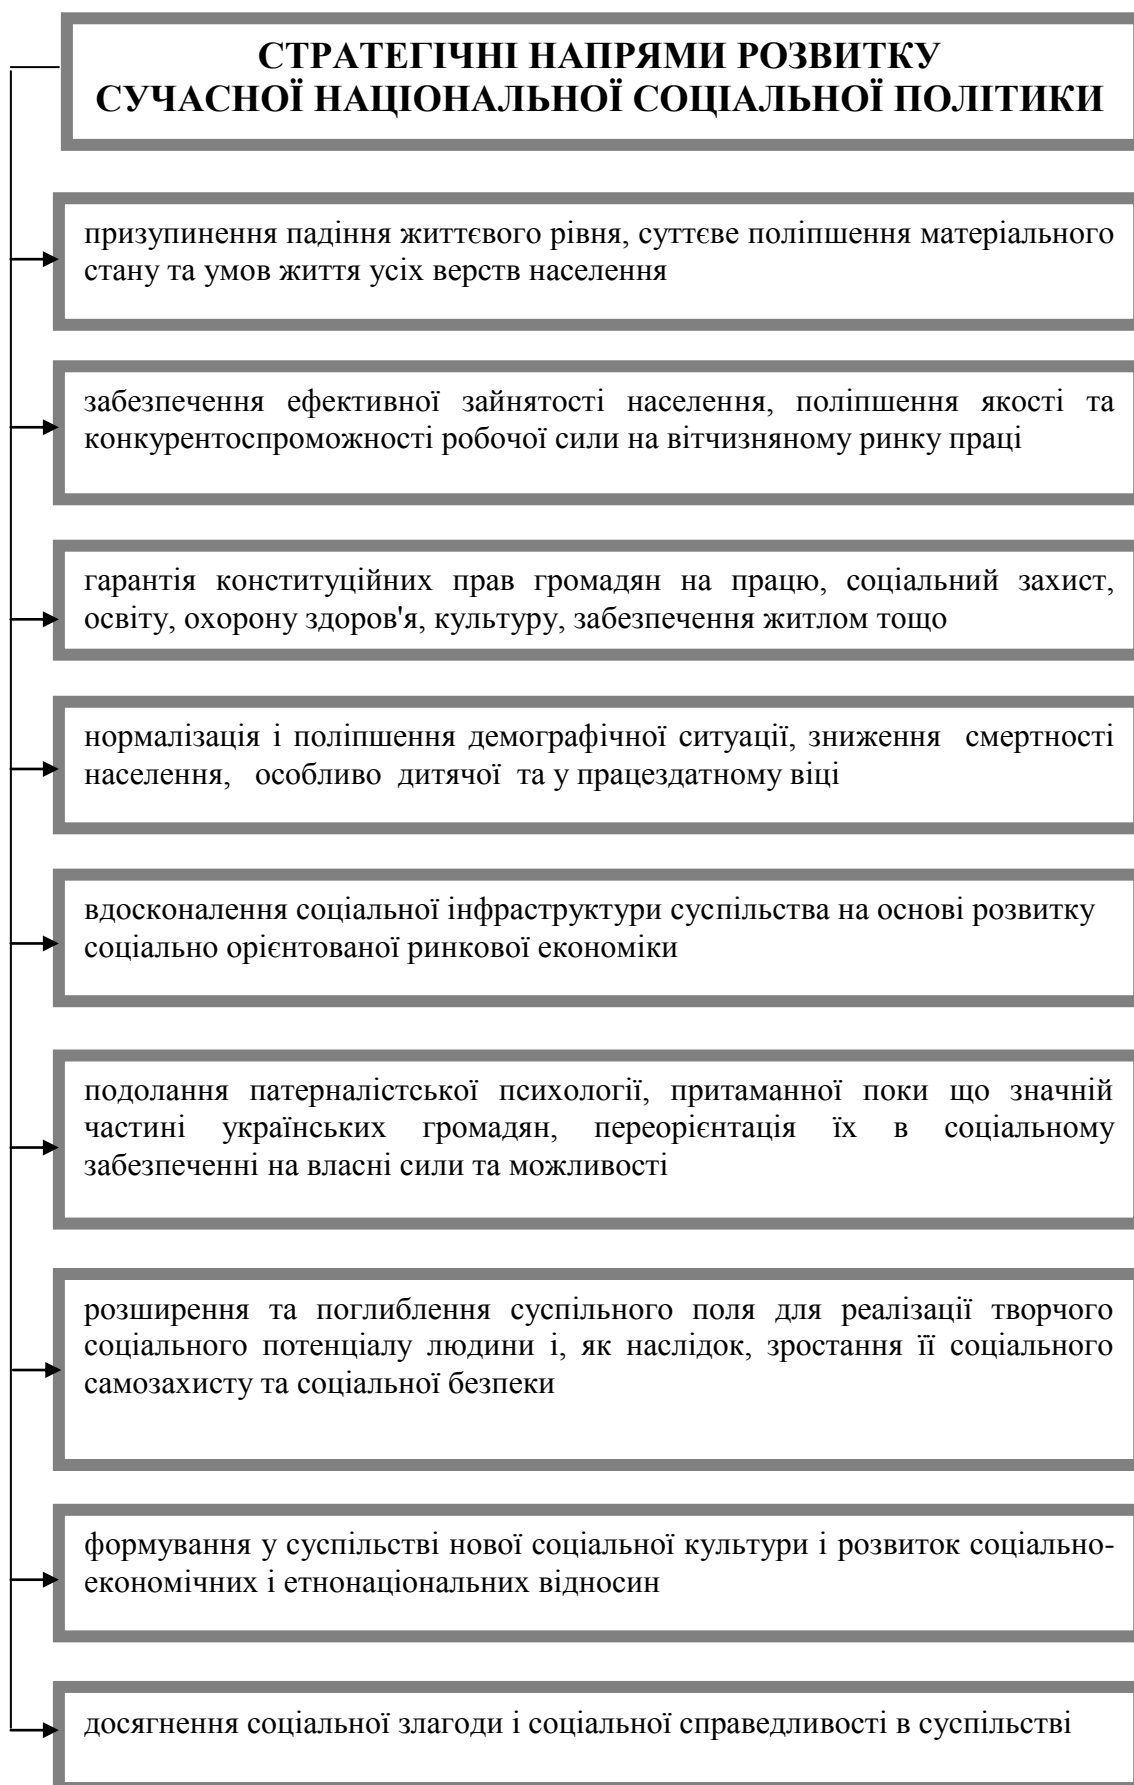 СТРАТЕГІЧНІ НАПРЯМИ РОЗВИТКУ
СУЧАСНОЇ НАЦІОНАЛЬНОЇ СОЦІАЛЬНОЇ ПОЛІТИКИ
призупинення падіння життєвого рівня, суттєве поліпшення матеріального
стану та умов життя усіх верств населення
забезпечення ефективної зайнятості населення, поліпшення якості та
конкурентоспроможності робочої сили на вітчизняному ринку праці
гарантія конституційних прав громадян на працю, соціальний захист,
освіту, охорону здоров'я, культуру, забезпечення житлом тощо
нормалізація і поліпшення демографічної ситуації, зниження смертності
населення, особливо дитячої та у працездатному віці
вдосконалення соціальної інфраструктури суспільства на основі розвитку
соціально орієнтованої ринкової економіки
подолання патерналістської психології, притаманної поки що значній
частині українських громадян, переорієнтація їх в соціальному
забезпеченні на власні сили та можливості
розширення та поглиблення суспільного поля для реалізації творчого
соціального потенціалу людини і, як наслідок, зростання її соціального
самозахисту та соціальної безпеки
формування у суспільстві нової соціальної культури і розвиток соціально-
економічних і етнонаціональних відносин
досягнення соціальної злагоди і соціальної справедливості в суспільстві